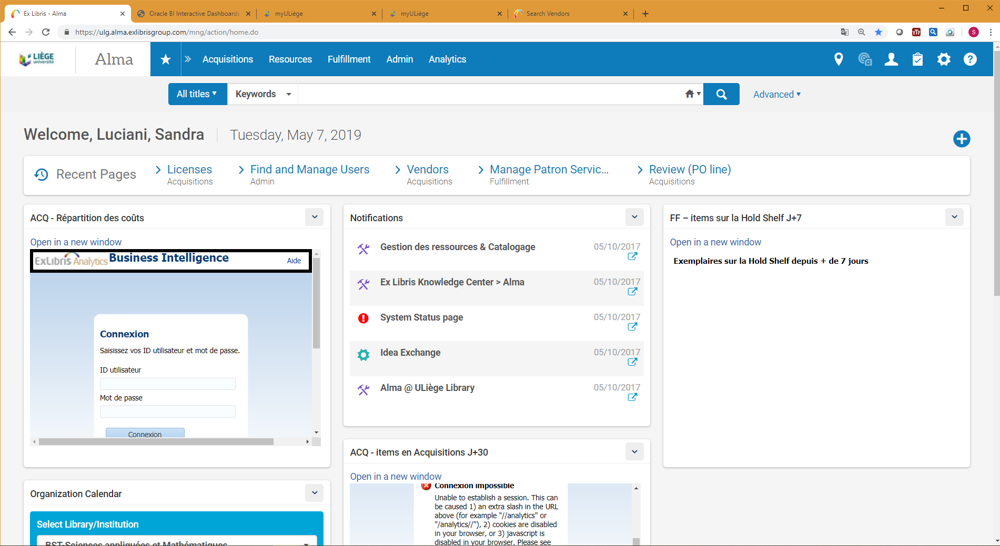 Ex Libris - Alma
Oracle BI Interactive Dashboards
myULiège
myULiège
Search Vendors
https://ulg.alma.exlibrisgroup.com/mng/action/home.do
YTF
S
LIÈGE
université
Alma
Acquisitions
Resources
Fulfillment
Admin
Analytics
All titles
Keywords
Advanced
Welcome, Luciani, Sandra
Tuesday, May 7, 2019
Recent Pages
Licenses
Acquisitions
Find and Manage Users
Admin
Vendors
Acquisitions
Manage Patron Servic...
Fulfillment
Review (PO line)
Acquisitions
ACQ - Répartition des coûts
Open in a new window
ExLibris Analytics Business Intelligence
Aide
Connexion
Saisissez vos ID utilisateur et mot de passe.
ID utilisateur
Mot de passe
Connexion
Organization Calendar
Select Library/Institution
BST-Sciences appliquées et Mathématiques
Notifications
Gestion des ressources & Catalogage 05/10/2017
Ex Libris Knowledge Center > Alma 05/10/2017
System Status page 05/10/2017
Idea Exchange 05/10/2017
Alma @ ULiège Library 05/10/2017
ACQ - items en Acquisitions J+30
Open in a new window
Connexion impossible
Unable to establish a session. This can
be caused 1) an extra slash in the URL
above (for example "//analytics" or
"/analytics//"), 2) cookies are disabled
in your browser, or 3) javascript is
disabled in your browser. Please see
FF – items sur la Hold Shelf J+7
Open in a new window
Exemplaires sur la Hold Shelf depuis + de 7 jours